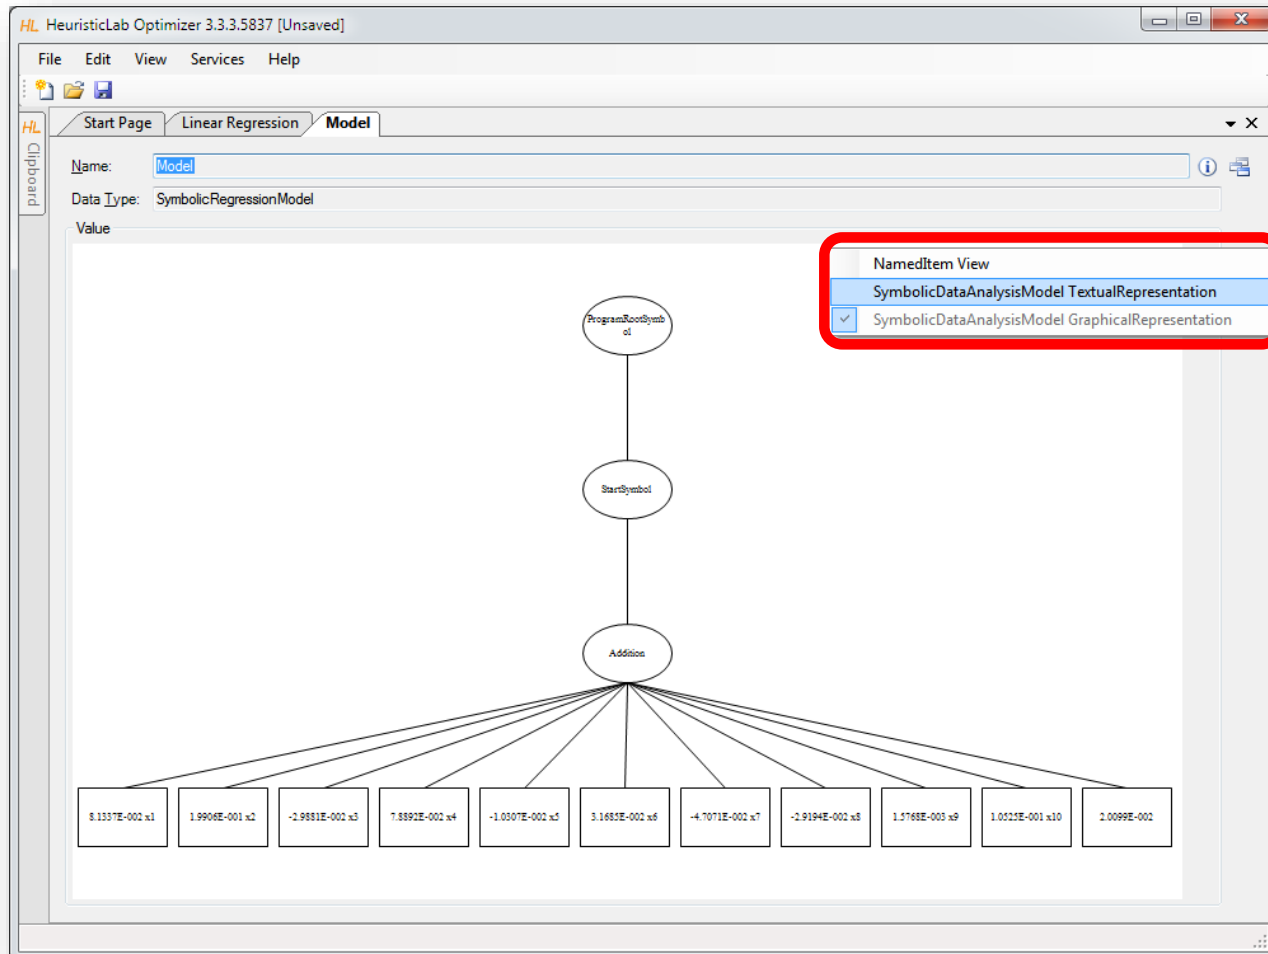 HL HeuristicLab Optimizer 3.3.3.5837 [Unsaved]
File Edit View Services Help
HL Clipboard
Start Page Linear Regression Model
Name: Model
Data Type: SymbolicRegressionModel
Value
NamedItem View
SymbolicDataAnalysisModel TextualRepresentation
SymbolicDataAnalysisModel GraphicalRepresentation
ProgramRootSymb
ol
StartSymbol
Addition
8.1337E-002 x1 1.9906E-001 x2 -2.9881E-002 x3 7.8892E-002 x4 -1.0307E-002 x5 3.1685E-002 x6 -4.7071E-002 x7 -2.9194E-002 x8 1.5768E-003 x9 1.0525E-001 x10 2.0099E-002